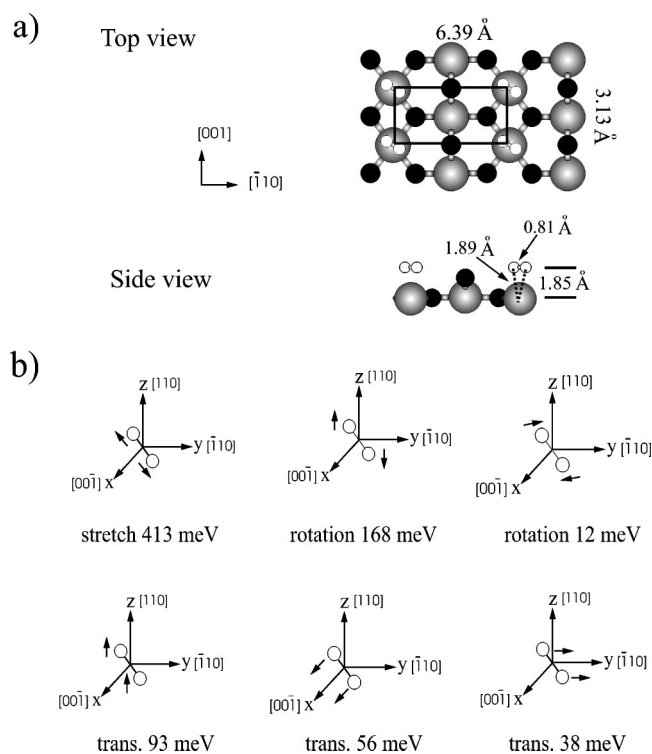 a)
Top view
6.39 Å
3.13 Å
[001]
[1̄10]
0.81 Å
1.89 Å
Side view
1.85 Å
b)
z [110] z [110] z [110]
y [1̄10] y [1̄10] y [1̄10]
[001̄] x [001̄] x [001̄] x
stretch 413 meV rotation 168 meV rotation 12 meV
z [110] z [110] z [110]
y [1̄10] y [1̄10] y [1̄10]
[001̄] x [001̄] x [001̄] x
trans. 93 meV trans. 56 meV trans. 38 meV